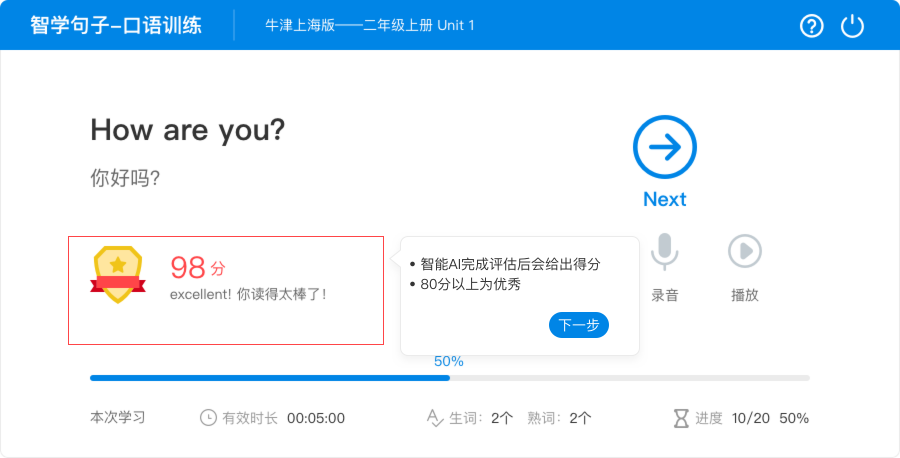 智学句子-口语训练
牛津上海版——二年级上册 Unit 1
How are you?
你好吗?
Next
98 分
excellent! 你读得太棒了!
• 智能AI完成评估后会给出得分
• 80分以上为优秀
下一步
录音
播放
50%
本次学习
有效时长 00:05:00
生词: 2个 熟词: 2个
进度 10/20 50%